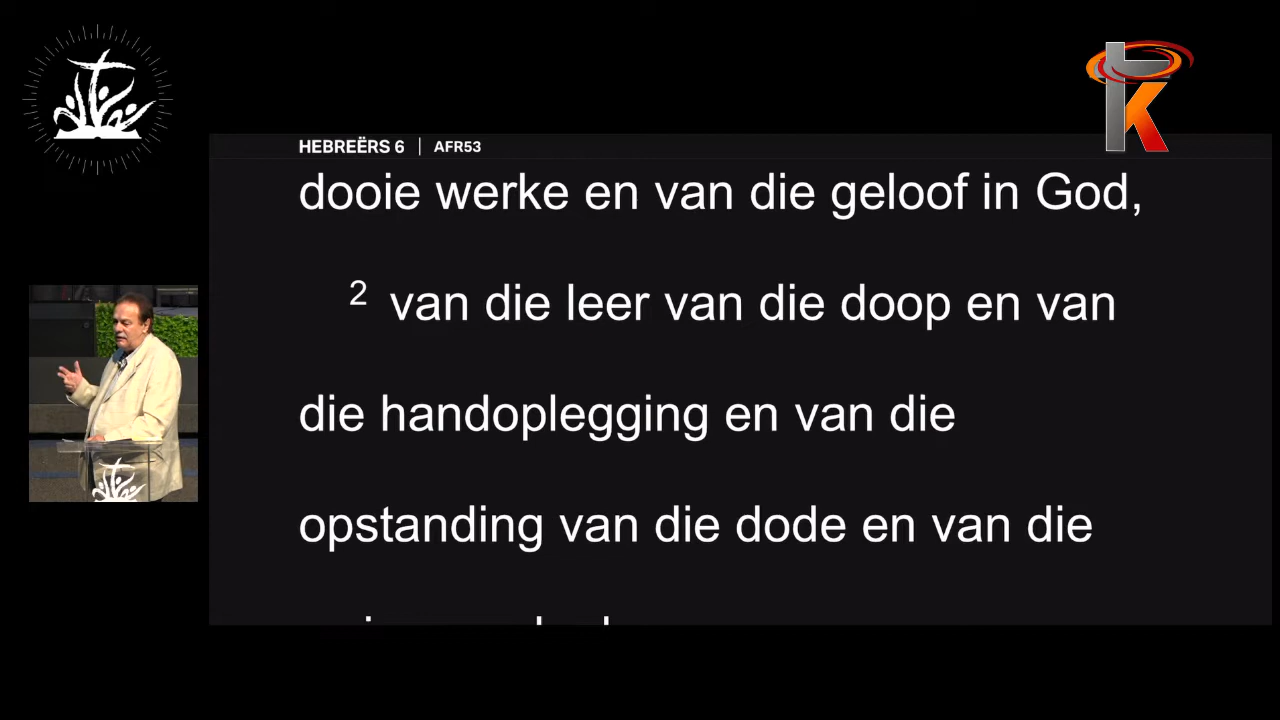 HEBREËRS 6 | AFR53
dooie werke en van die geloof in God,
2 van die leer van die doop en van
die handoplegging en van die
opstanding van die dode en van die